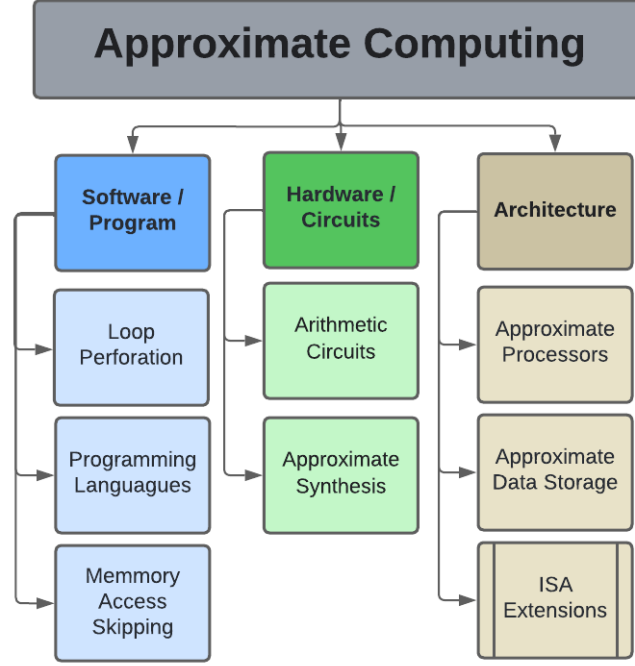 Approximate Computing
Software /
Program
Hardware /
Circuits
Architecture
Loop
Perforation
Arithmetic
Circuits
Approximate
Processors
Programming
Languagues
Approximate
Synthesis
Approximate
Data Storage
Memmory
Access
Skipping
ISA
Extensions